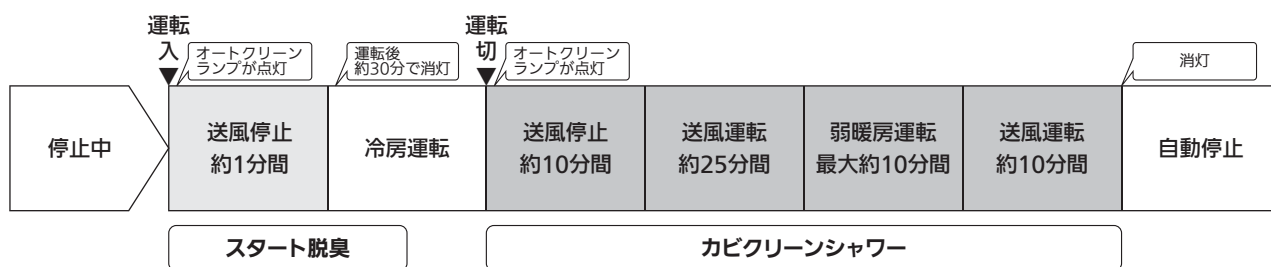 運転
入
オートクリーン
ランプが点灯
運転後
約30分で消灯
運転
切
オートクリーン
ランプが点灯
消灯
停止中
送風停止
約1分間
冷房運転
送風停止
約10分間
送風運転
約25分間
弱暖房運転
最大約10分間
送風運転
約10分間
自動停止
スタート脱臭
カビクリーンシャワー